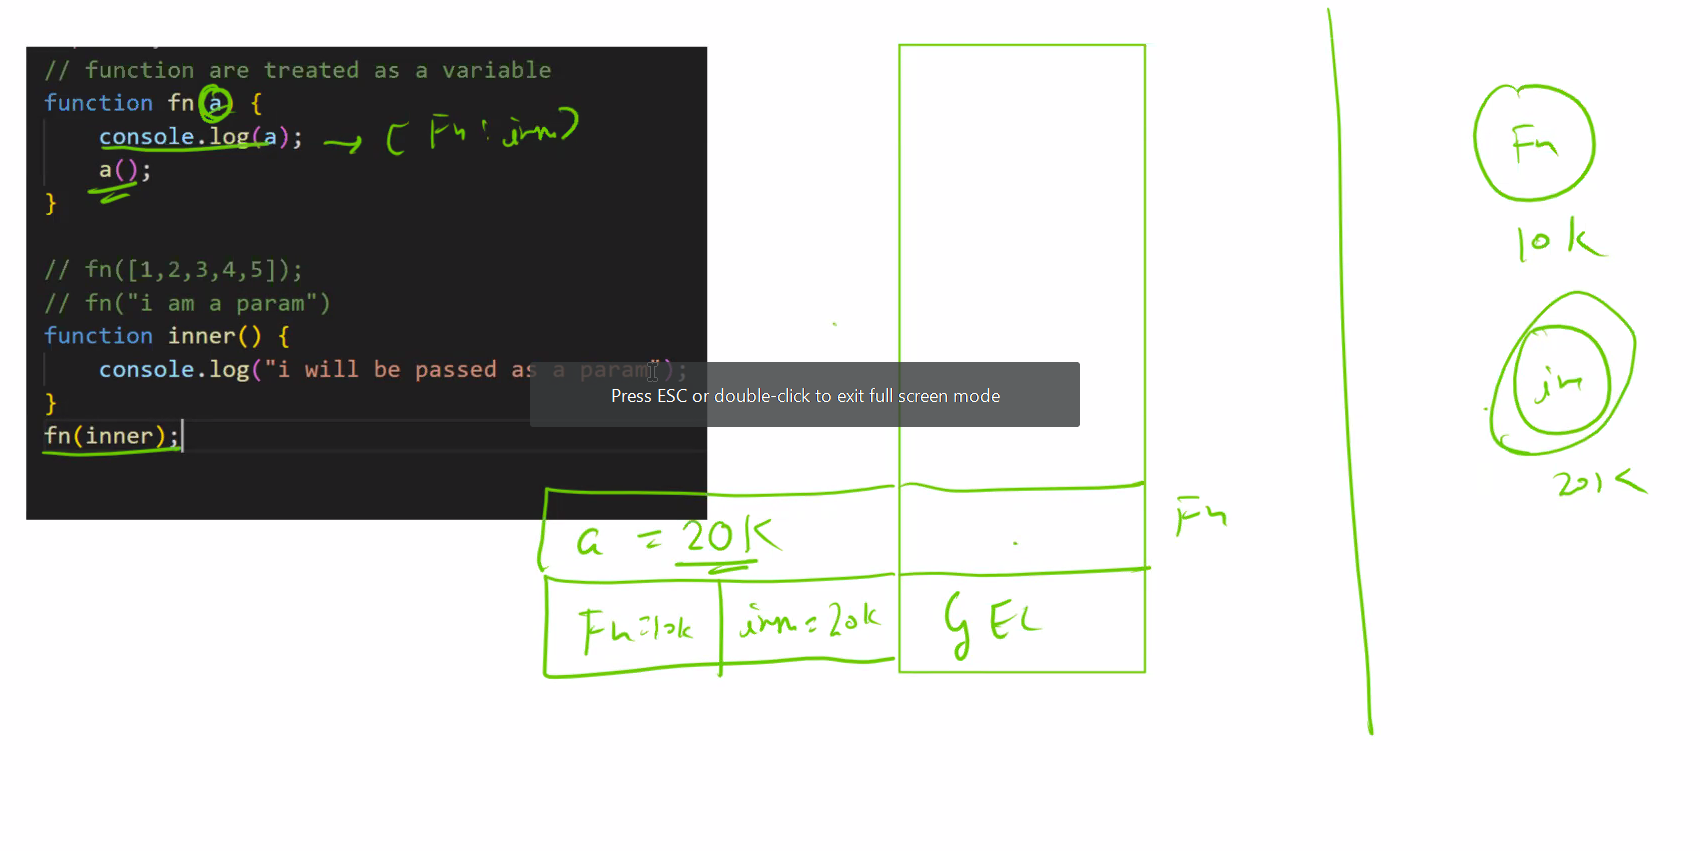 // function are treated as a variable
function fn(a) {
console.log(a); → [Fn: inn]
a();
}
// fn([1,2,3,4,5]);
// fn("i am a param")
function inner() {
console.log("i will be passed as a param");
}
fn(inner);
Press ESC or double-click to exit full screen mode
a = 20K
Fn
Fn=10k
inn=20k
GEC
Fn
10k
inn
20K